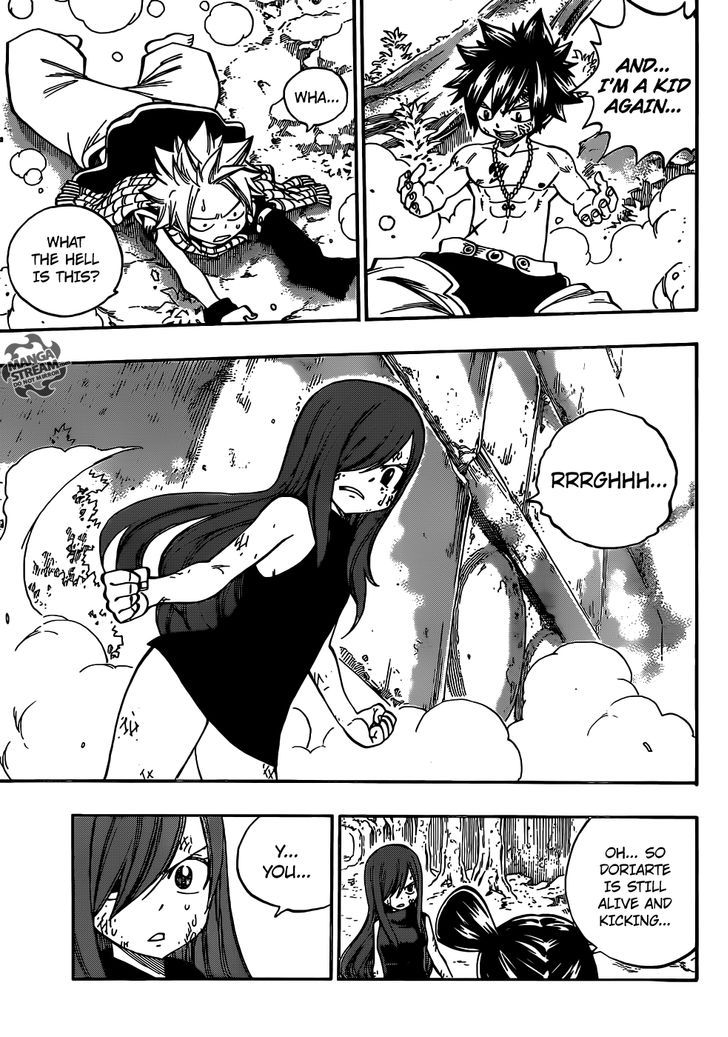 AND...
I'M A KID
AGAIN...
WHA...
WHAT
THE HELL
IS THIS?
MANGA
STREAM
DO NOT MIRROR
RRRGHHH...
OH... SO
DORIARTE
IS STILL
ALIVE AND
KICKING...
Y...
YOU...